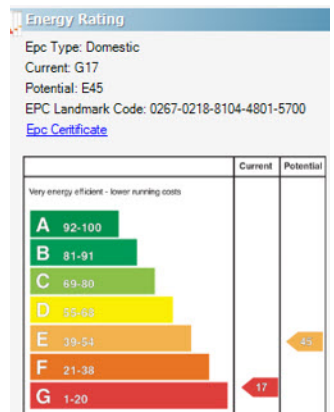 Energy Rating
Epc Type: Domestic
Current: G17
Potential: E45
EPC Landmark Code: 0267-0218-8104-4801-5700
Epc Ceritificate
Current Potential
Very energy efficient - lower running costs
A 92-100
B 81-91
C 69-80
D 55-68
E 39-54 45
F 21-38
G 1-20 17